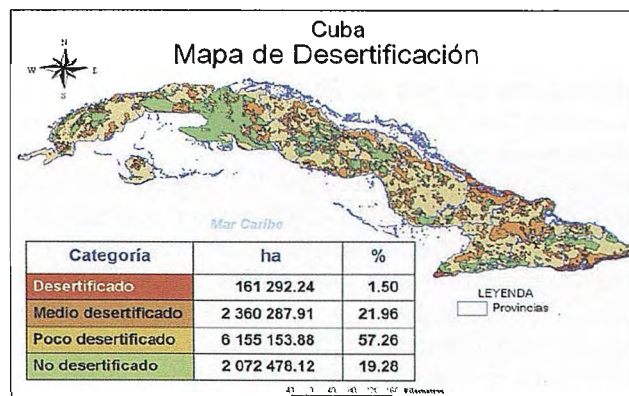 Cuba
Mapa de Desertificación
N
W
E
S
Mar Caribe
Categoría ha %
Desertificado 161 292.24 1.50
Medio desertificado 2 360 287.91 21.96
Poco desertificado 6 155 153.88 57.26
No desertificado 2 072 478.12 19.28
LEYENDA
Provincias